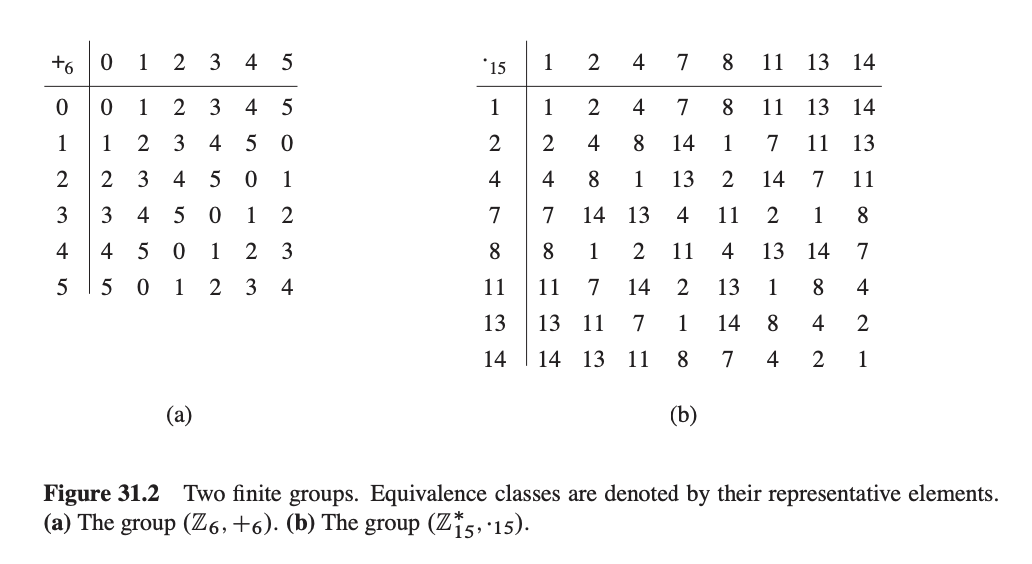 +6 0 1 2 3 4 5
0 0 1 2 3 4 5
1 1 2 3 4 5 0
2 2 3 4 5 0 1
3 3 4 5 0 1 2
4 4 5 0 1 2 3
5 5 0 1 2 3 4
(a)
·15 1 2 4 7 8 11 13 14
1 1 2 4 7 8 11 13 14
2 2 4 8 14 1 7 11 13
4 4 8 1 13 2 14 7 11
7 7 14 13 4 11 2 1 8
8 8 1 2 11 4 13 14 7
11 11 7 14 2 13 1 8 4
13 13 11 7 1 14 8 4 2
14 14 13 11 8 7 4 2 1
(b)
Figure 31.2 Two finite groups. Equivalence classes are denoted by their representative elements.
(a) The group (ℤ6, +6). (b) The group (ℤ*15, ·15).